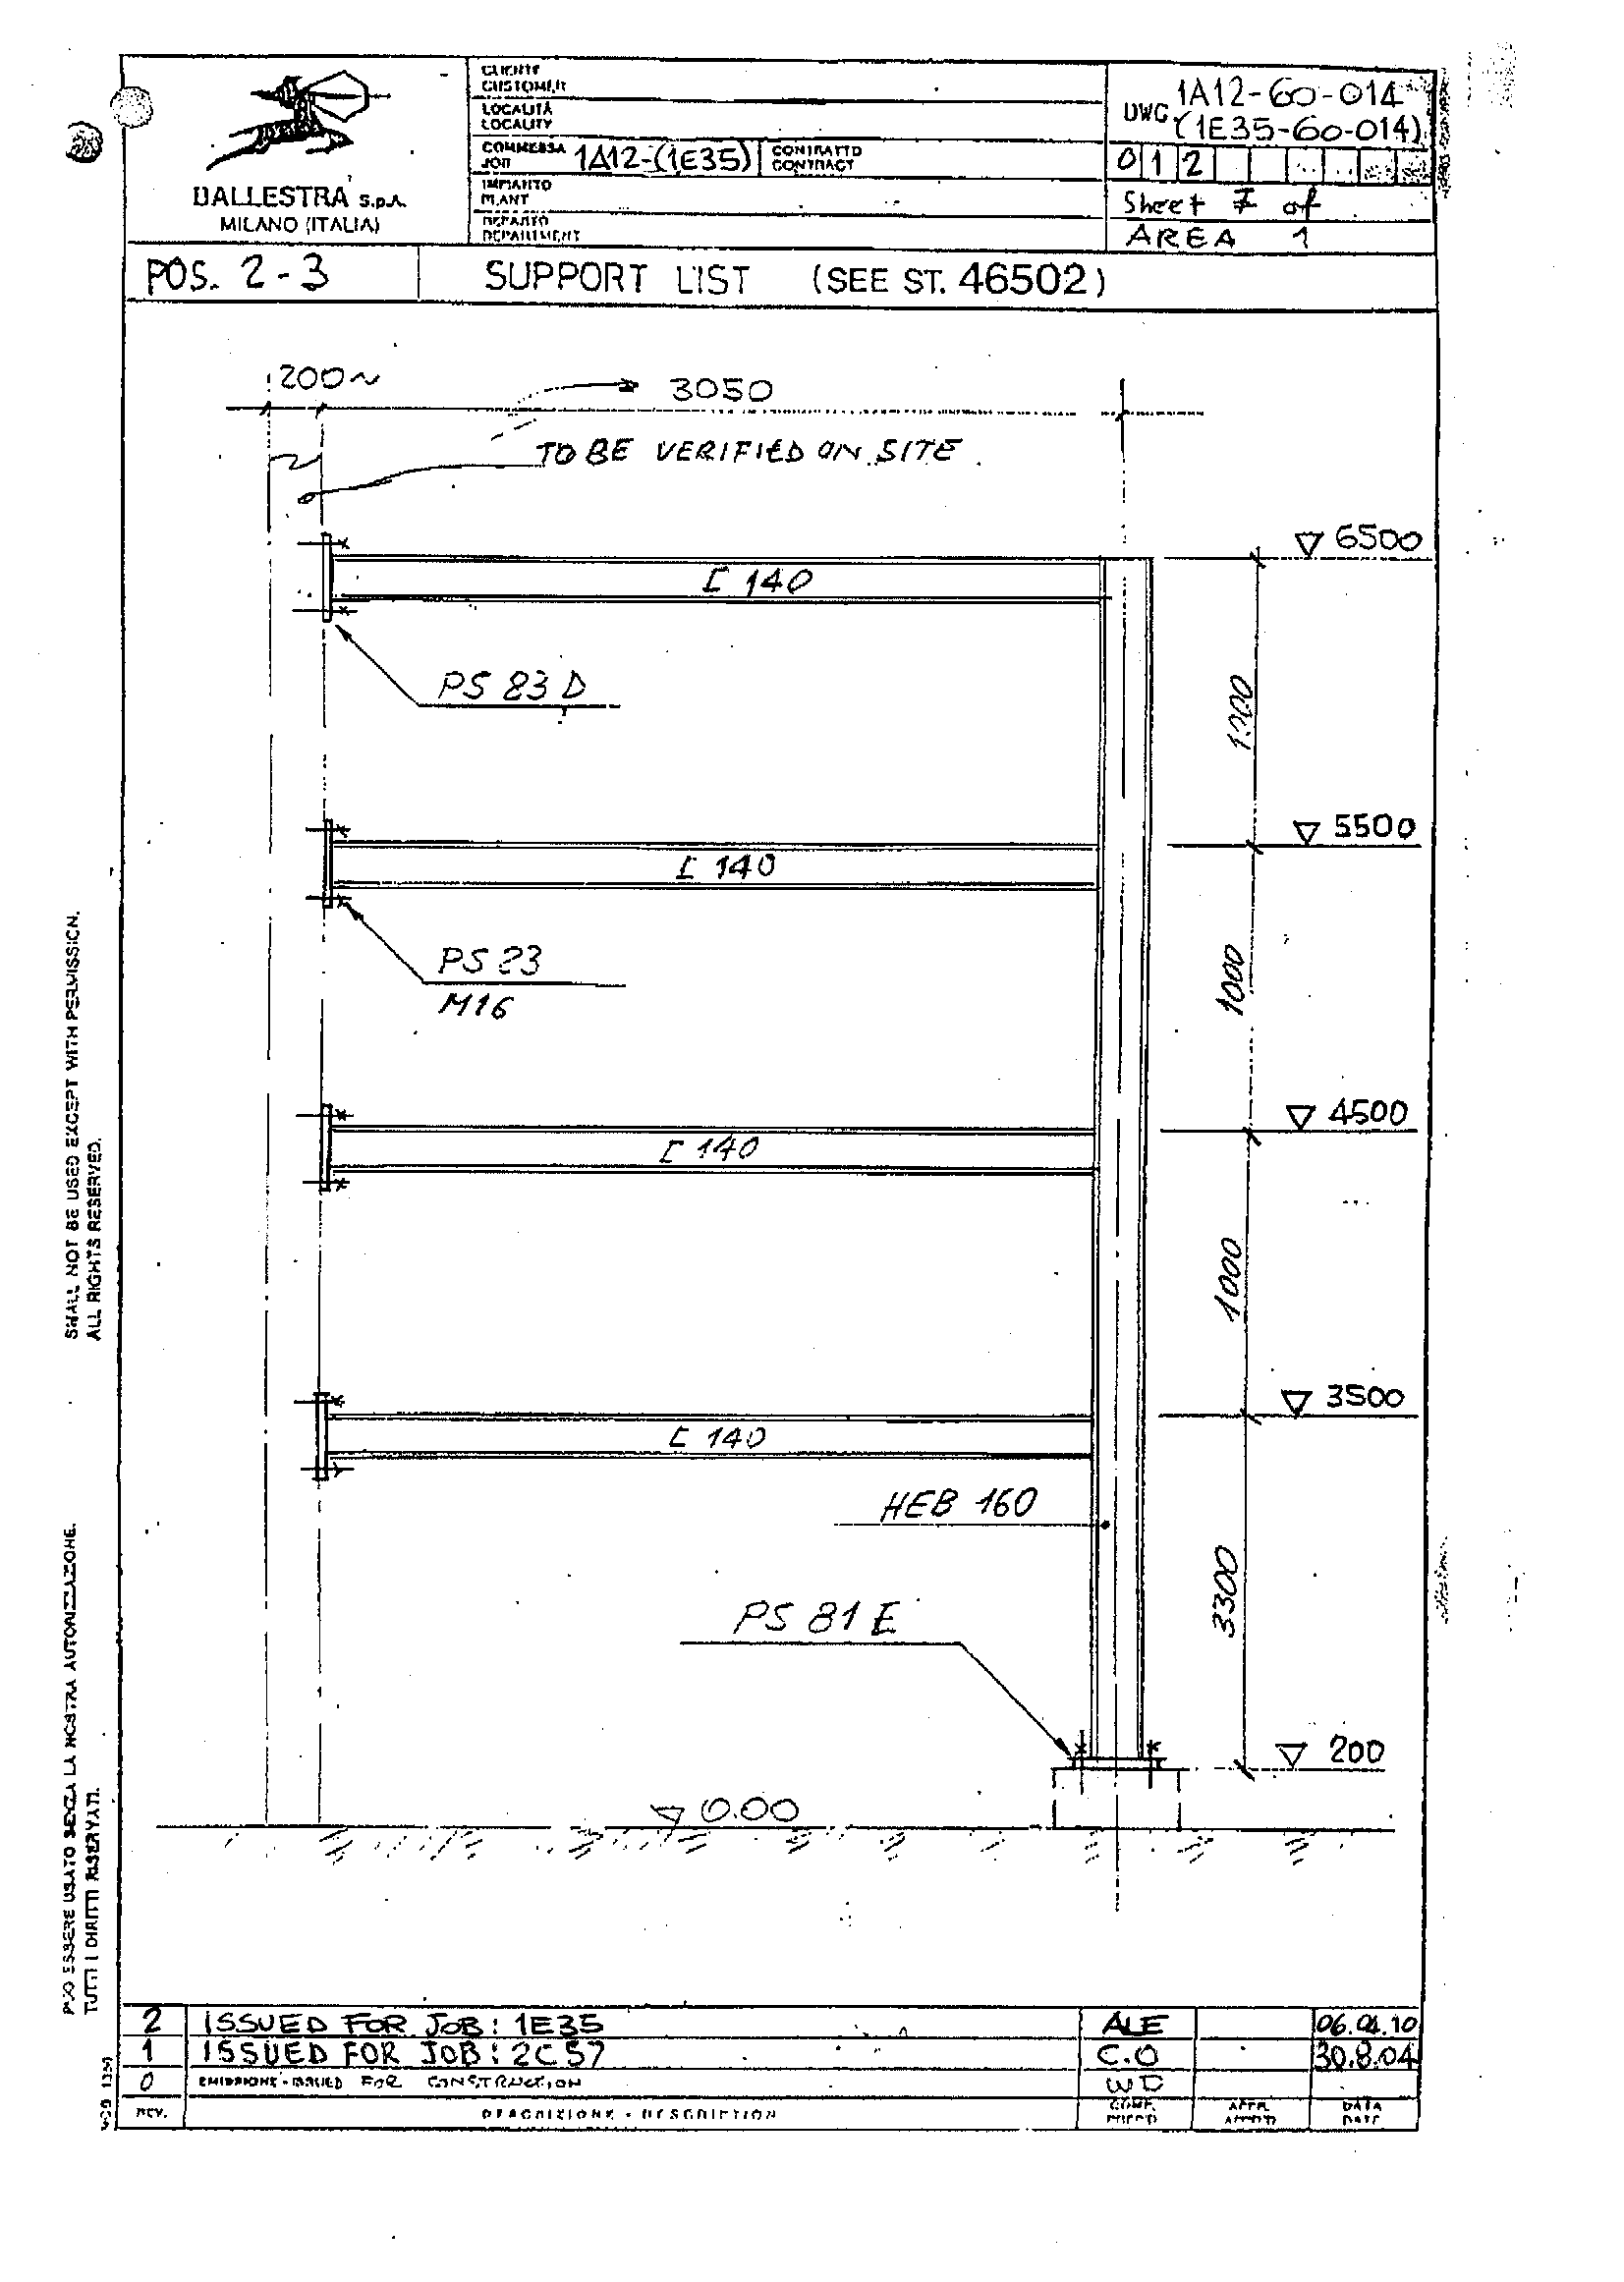 BALLESTRA S.p.A.
MILANO (ITALIA)
CLIENTE
CUSTOMER
LOCALITÀ
LOCALITY
COMMESSA
JOB
1A12-(1E35)
CONTRATTO
CONTRACT
IMPIANTO
PLANT
REPARTO
DEPARTMENT
DWG
1A12-60-014
(1E35-60-014)
0 1 2
Sheet 7 of
AREA 1
POS. 2-3
SUPPORT LIST (SEE ST. 46502)
200~
3050
TO BE VERIFIED ON SITE
6500
[ 140
PS 83 D
1000
5500
[ 140
PS 23
M16
1000
4500
[ 140
1000
3500
[ 140
HEB 160
3300
PS 81 E
200
0.00
SHALL NOT BE USED EXCEPT WITH PERMISSION.
ALL RIGHTS RESERVED.
PUO ESSERE USATO SENZA LA NOSTRA AUTORIZZAZIONE.
TUTTI I DIRITTI RISERVATI.
2 ISSUED FOR JOB: 1E35 ALE 06.04.10
1 ISSUED FOR JOB: 2C57 C.O 30.8.04
0 EMISSIONE - ISSUED FOR CONSTRUCTION WD
REV. DESCRIZIONE - DESCRIPTION COMP. PREP'D APPR. APPR'D DATA DATE